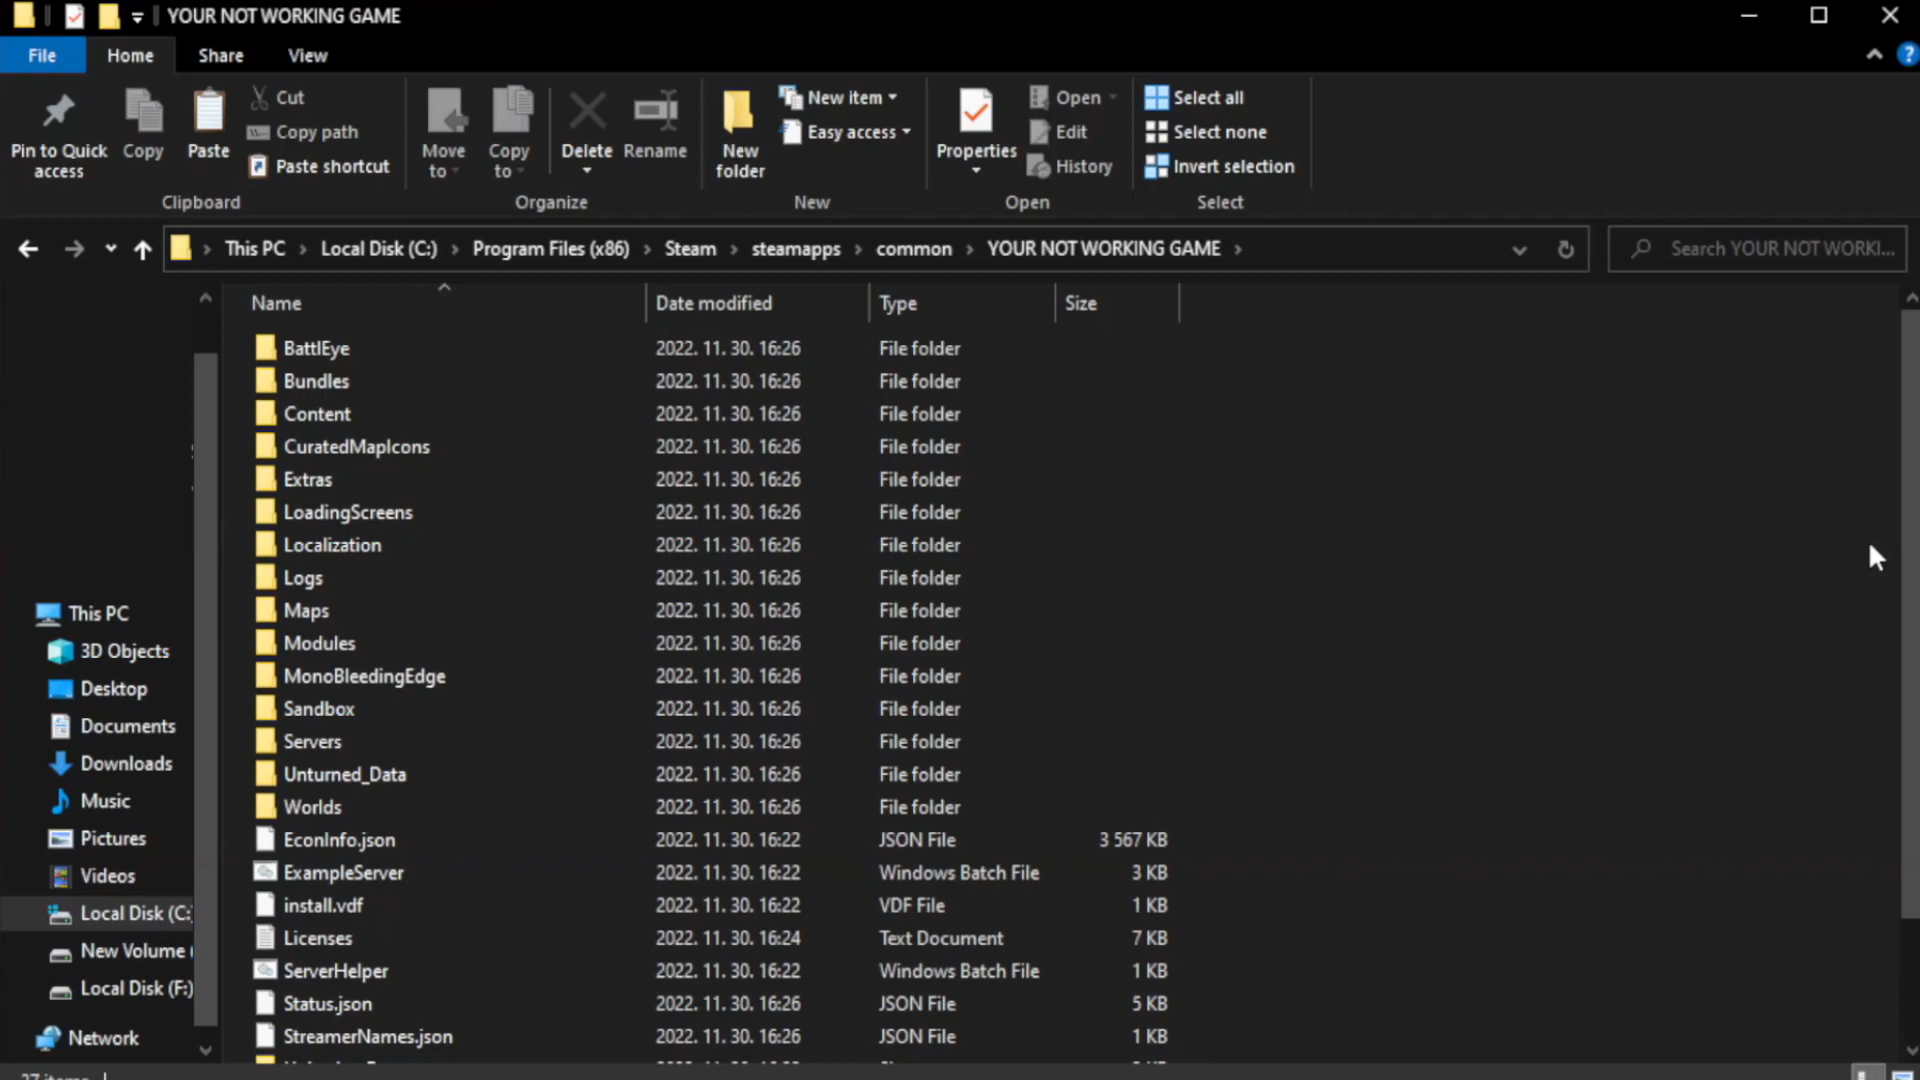 YOUR NOT WORKING GAME
File Home Share View
Pin to Quick access
Copy
Paste
Cut
Copy path
Paste shortcut
Clipboard
Move to
Copy to
Delete
Rename
Organize
New folder
New item
Easy access
New
Properties
Open
Edit
History
Open
Select all
Select none
Invert selection
Select
This PC Local Disk (C:) Program Files (x86) Steam steamapps common YOUR NOT WORKING GAME
Search YOUR NOT WORKI...
Name Date modified Type Size
BattlEye 2022. 11. 30. 16:26 File folder
Bundles 2022. 11. 30. 16:26 File folder
Content 2022. 11. 30. 16:26 File folder
CuratedMapIcons 2022. 11. 30. 16:26 File folder
Extras 2022. 11. 30. 16:26 File folder
LoadingScreens 2022. 11. 30. 16:26 File folder
Localization 2022. 11. 30. 16:26 File folder
Logs 2022. 11. 30. 16:26 File folder
Maps 2022. 11. 30. 16:26 File folder
Modules 2022. 11. 30. 16:26 File folder
MonoBleedingEdge 2022. 11. 30. 16:26 File folder
Sandbox 2022. 11. 30. 16:26 File folder
Servers 2022. 11. 30. 16:26 File folder
Unturned_Data 2022. 11. 30. 16:26 File folder
Worlds 2022. 11. 30. 16:26 File folder
EconInfo.json 2022. 11. 30. 16:22 JSON File 3 567 KB
ExampleServer 2022. 11. 30. 16:22 Windows Batch File 3 KB
install.vdf 2022. 11. 30. 16:22 VDF File 1 KB
Licenses 2022. 11. 30. 16:24 Text Document 7 KB
ServerHelper 2022. 11. 30. 16:22 Windows Batch File 1 KB
Status.json 2022. 11. 30. 16:26 JSON File 5 KB
StreamerNames.json 2022. 11. 30. 16:26 JSON File 1 KB
This PC
3D Objects
Desktop
Documents
Downloads
Music
Pictures
Videos
Local Disk (C:
New Volume (
Local Disk (F:)
Network